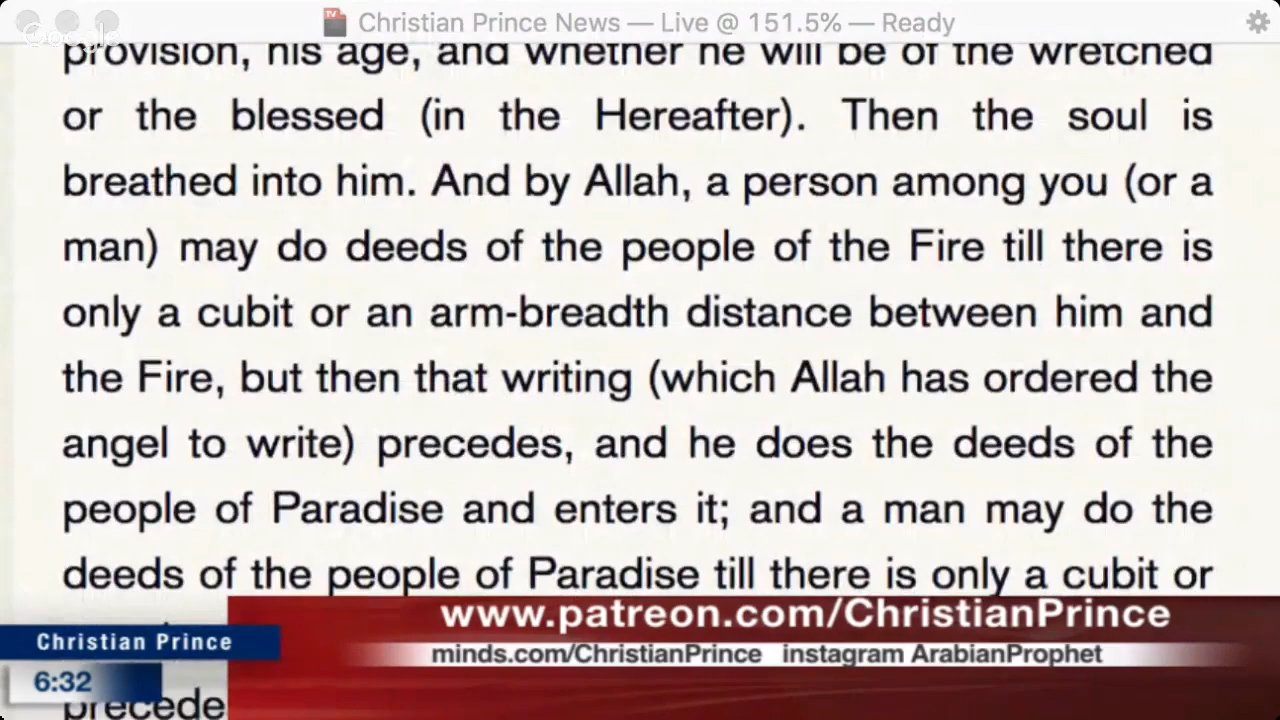 Christian Prince News — Live @ 151.5% — Ready
Google
provision, his age, and whether he will be of the wretched
or the blessed (in the Hereafter). Then the soul is
breathed into him. And by Allah, a person among you (or a
man) may do deeds of the people of the Fire till there is
only a cubit or an arm-breadth distance between him and
the Fire, but then that writing (which Allah has ordered the
angel to write) precedes, and he does the deeds of the
people of Paradise and enters it; and a man may do the
deeds of the people of Paradise till there is only a cubit or
www.patreon.com/ChristianPrince
Christian Prince
minds.com/ChristianPrince instagram ArabianProphet
6:32
precede